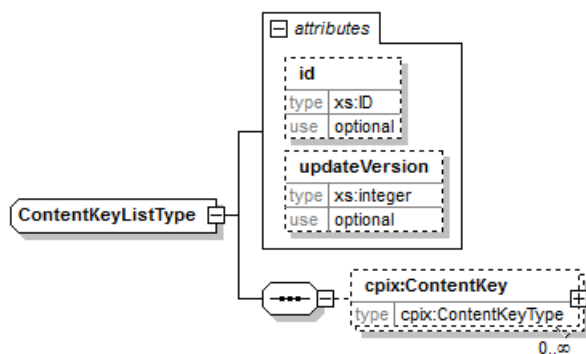 attributes
id
type xs:ID
use optional
updateVersion
type xs:integer
use optional
ContentKeyListType
cpix:ContentKey
type cpix:ContentKeyType
0..∞